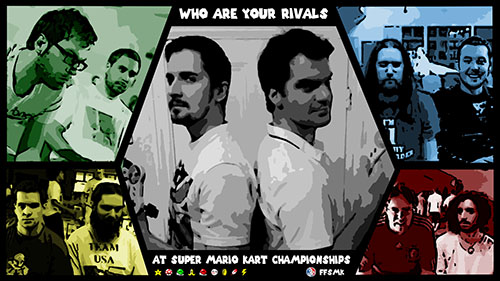 WHO ARE YOUR RIVALS
TEAM
USA
AT SUPER MARIO KART CHAMPIONSHIPS
FFSMK